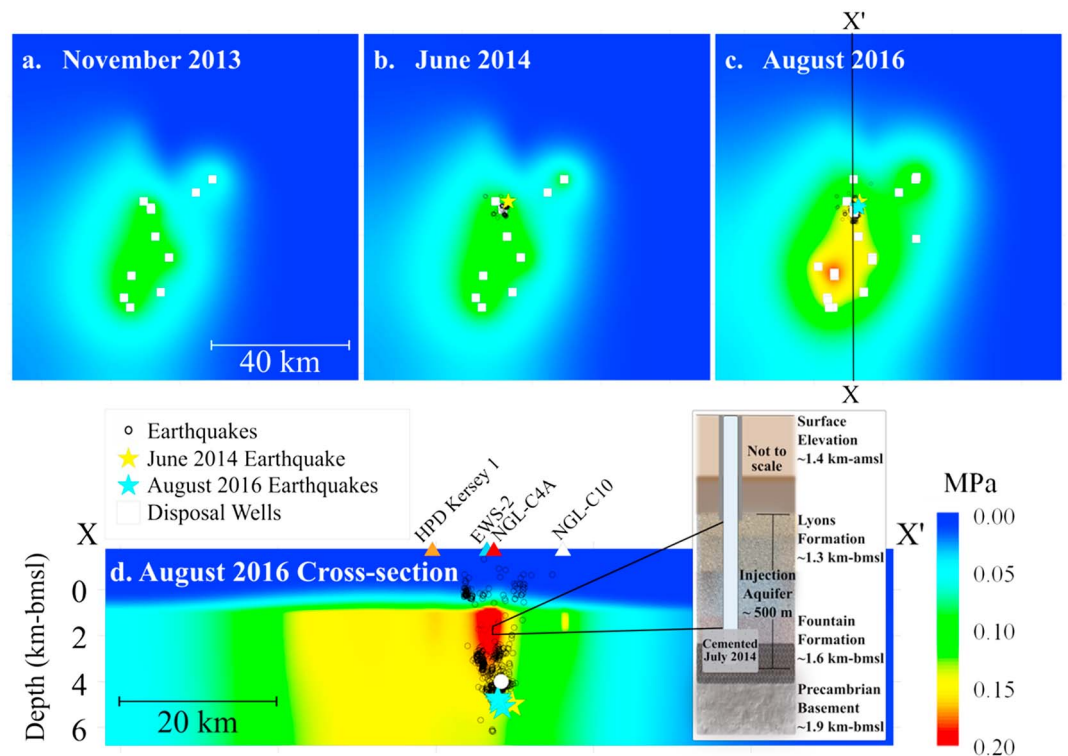 X'
a. November 2013
b. June 2014
c. August 2016
40 km
X
Earthquakes
June 2014 Earthquake
August 2016 Earthquakes
Disposal Wells
X
HPD Kersey 1
EWS-2
NGL-C4A
NGL-C10
X'
d. August 2016 Cross-section
Depth (km-bmsl)
0
2
4
6
20 km
Not to
scale
Injection
Aquifer
~ 500 m
Cemented
July 2014
Surface
Elevation
~1.4 km-amsl
Lyons
Formation
~1.3 km-bmsl
Fountain
Formation
~1.6 km-bmsl
Precambrian
Basement
~1.9 km-bmsl
MPa
0.00
0.05
0.10
0.15
0.20